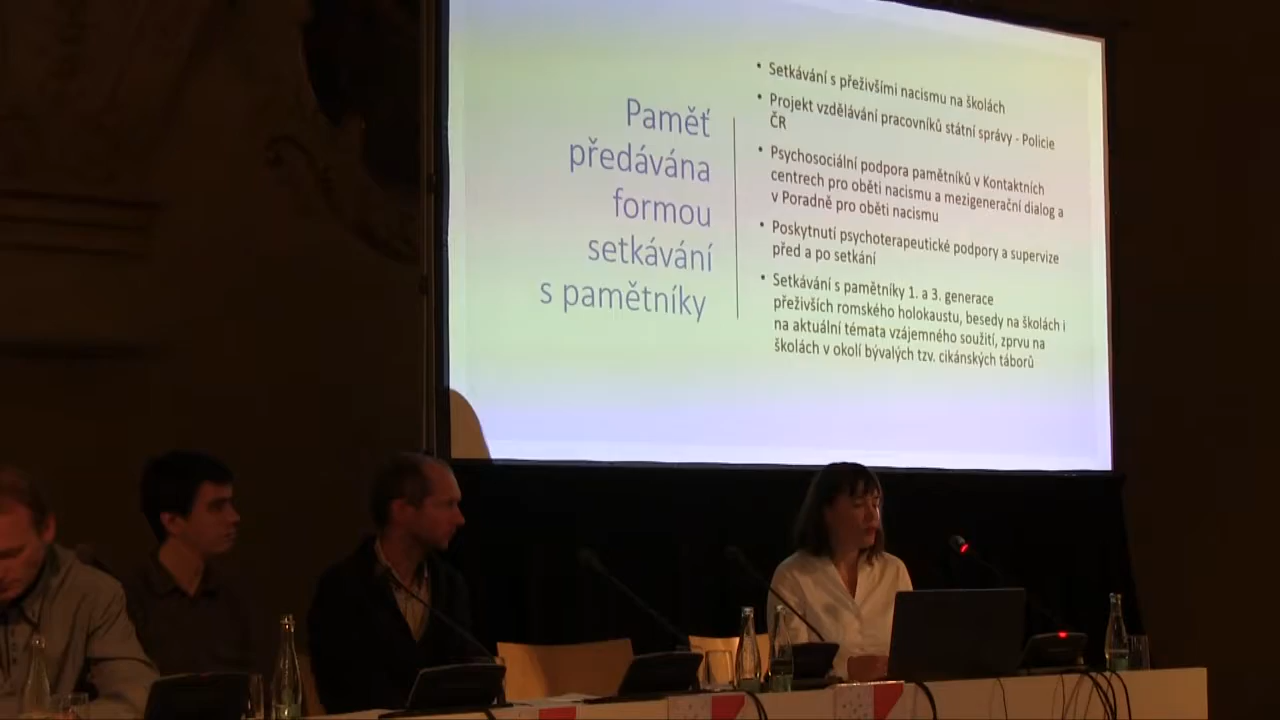 Paměť
předávána
formou
setkávání
s pamětníky
• Setkávání s přeživšími nacismu na školách
• Projekt vzdělávání pracovníků státní správy - Policie
ČR
• Psychosociální podpora pamětníků v Kontaktních
centrech pro oběti nacismu a mezigenerační dialog a
v Poradně pro oběti nacismu
• Poskytnutí psychoterapeutické podpory a supervize
před a po setkání
• Setkávání s pamětníky 1. a 3. generace
přeživších romského holokaustu, besedy na školách i
na aktuální témata vzájemného soužití, zprvu na
školách v okolí bývalých tzv. cikánských táborů